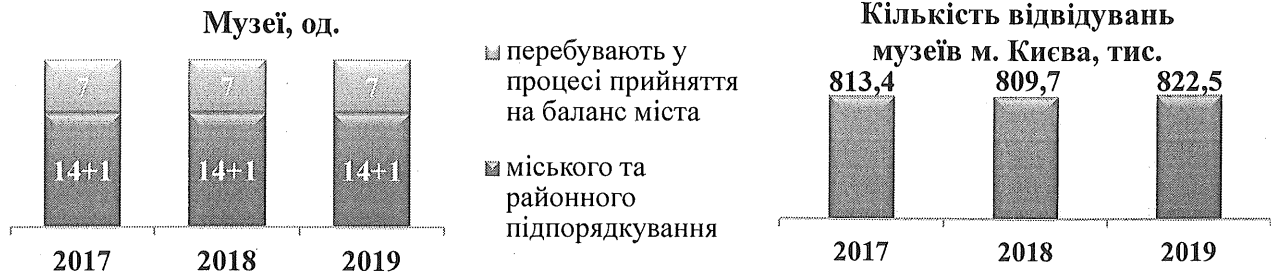 Музеї, од.
7
7
7
14+1
14+1
14+1
2017
2018
2019
перебувають у
процесі прийняття
на баланс міста
міського та
районного
підпорядкування
Кількість відвідувань
музеїв м. Києва, тис.
813,4
809,7
822,5
2017
2018
2019